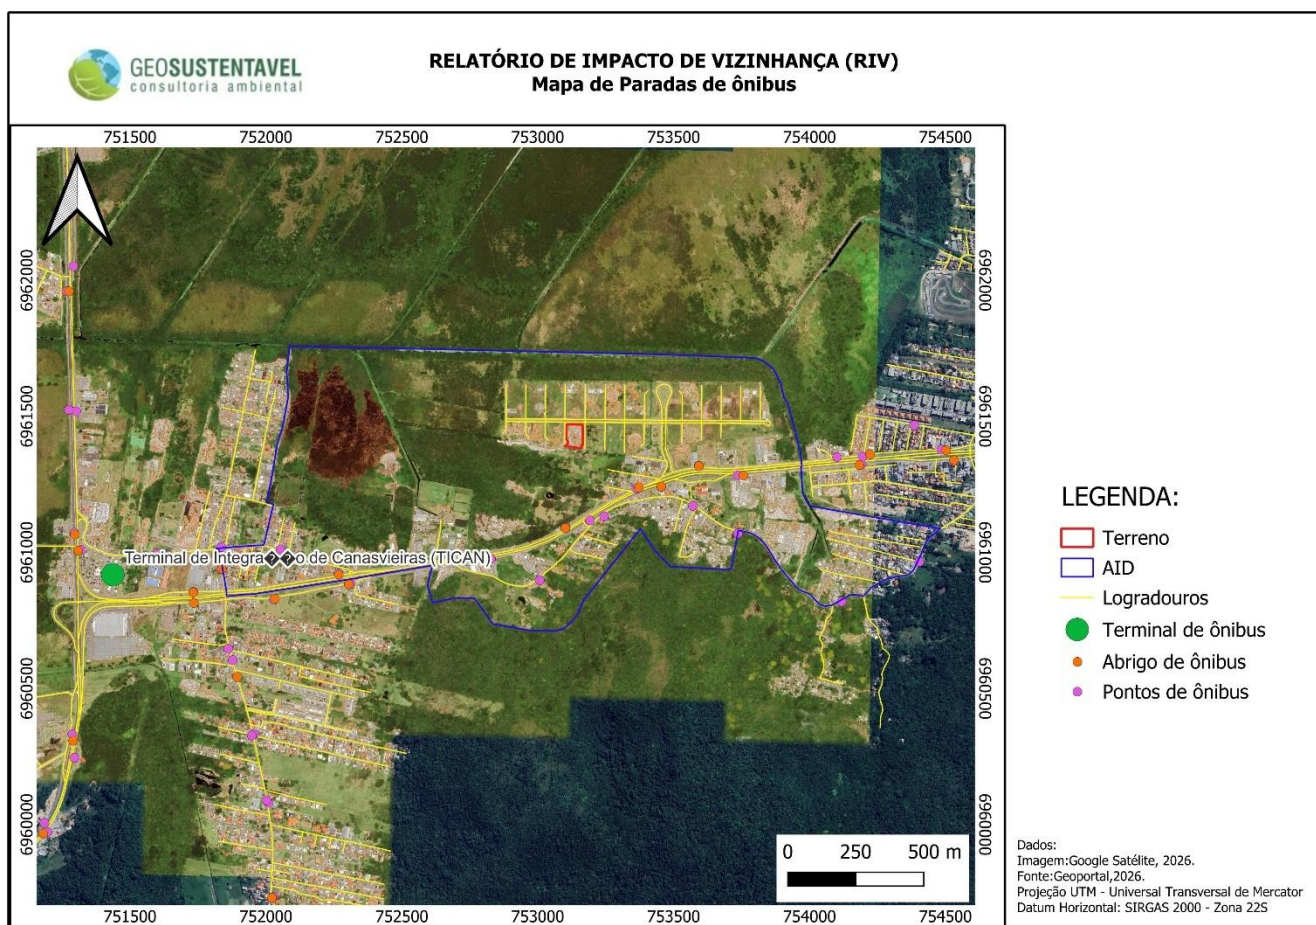 GEOSUSTENTAVEL
consultoria ambiental
RELATÓRIO DE IMPACTO DE VIZINHANÇA (RIV)
Mapa de Paradas de ônibus
751500 752000 752500 753000 753500 754000 754500
6962000
6961500
6961000
6960500
6960000
Terminal de Integra��o de Canasvieiras (TICAN)
6962000
6961500
6961000
6960500
6960000
0 250 500 m
751500 752000 752500 753000 753500 754000 754500
LEGENDA:
Terreno
AID
Logradouros
Terminal de ônibus
Abrigo de ônibus
Pontos de ônibus
Dados:
Imagem:Google Satélite, 2026.
Fonte:Geoportal,2026.
Projeção UTM - Universal Transversal de Mercator
Datum Horizontal: SIRGAS 2000 - Zona 22S